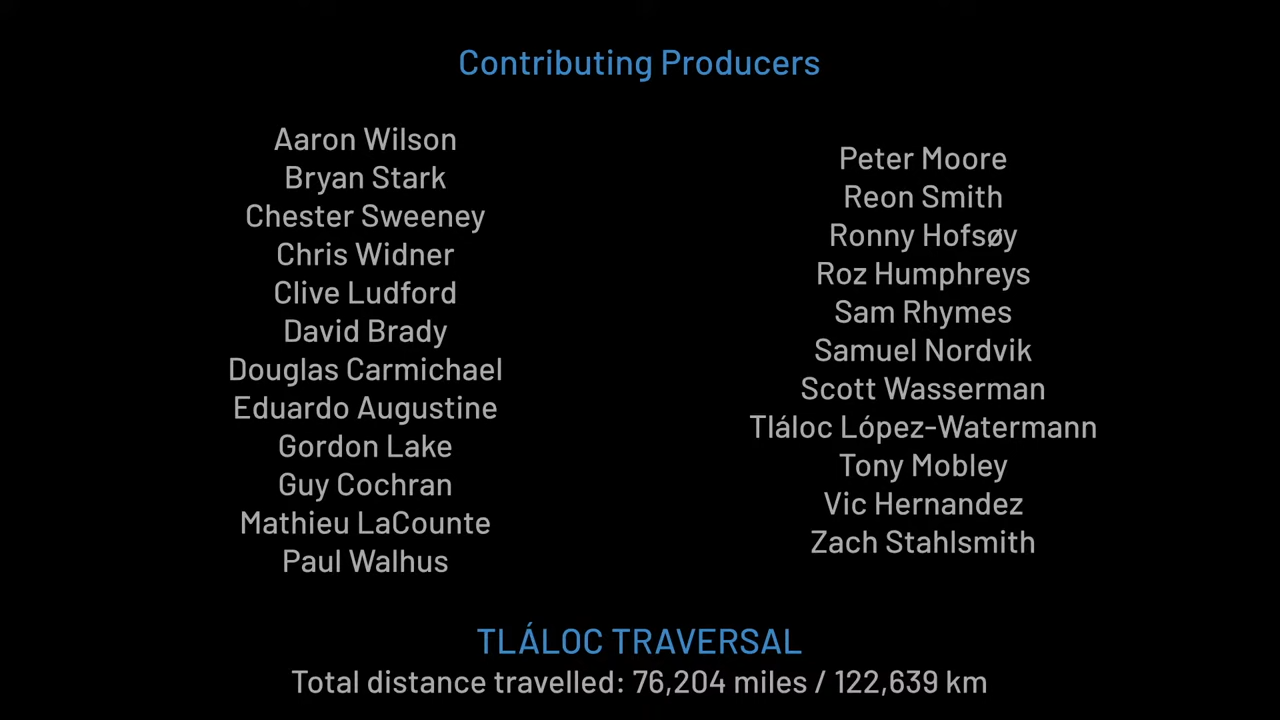 Contributing Producers
Aaron Wilson
Bryan Stark
Chester Sweeney
Chris Widner
Clive Ludford
David Brady
Douglas Carmichael
Eduardo Augustine
Gordon Lake
Guy Cochran
Mathieu LaCounte
Paul Walhus
Peter Moore
Reon Smith
Ronny Hofsøy
Roz Humphreys
Sam Rhymes
Samuel Nordvik
Scott Wasserman
Tláloc López-Watermann
Tony Mobley
Vic Hernandez
Zach Stahlsmith
TLÁLOC TRAVERSAL
Total distance travelled: 76,204 miles / 122,639 km